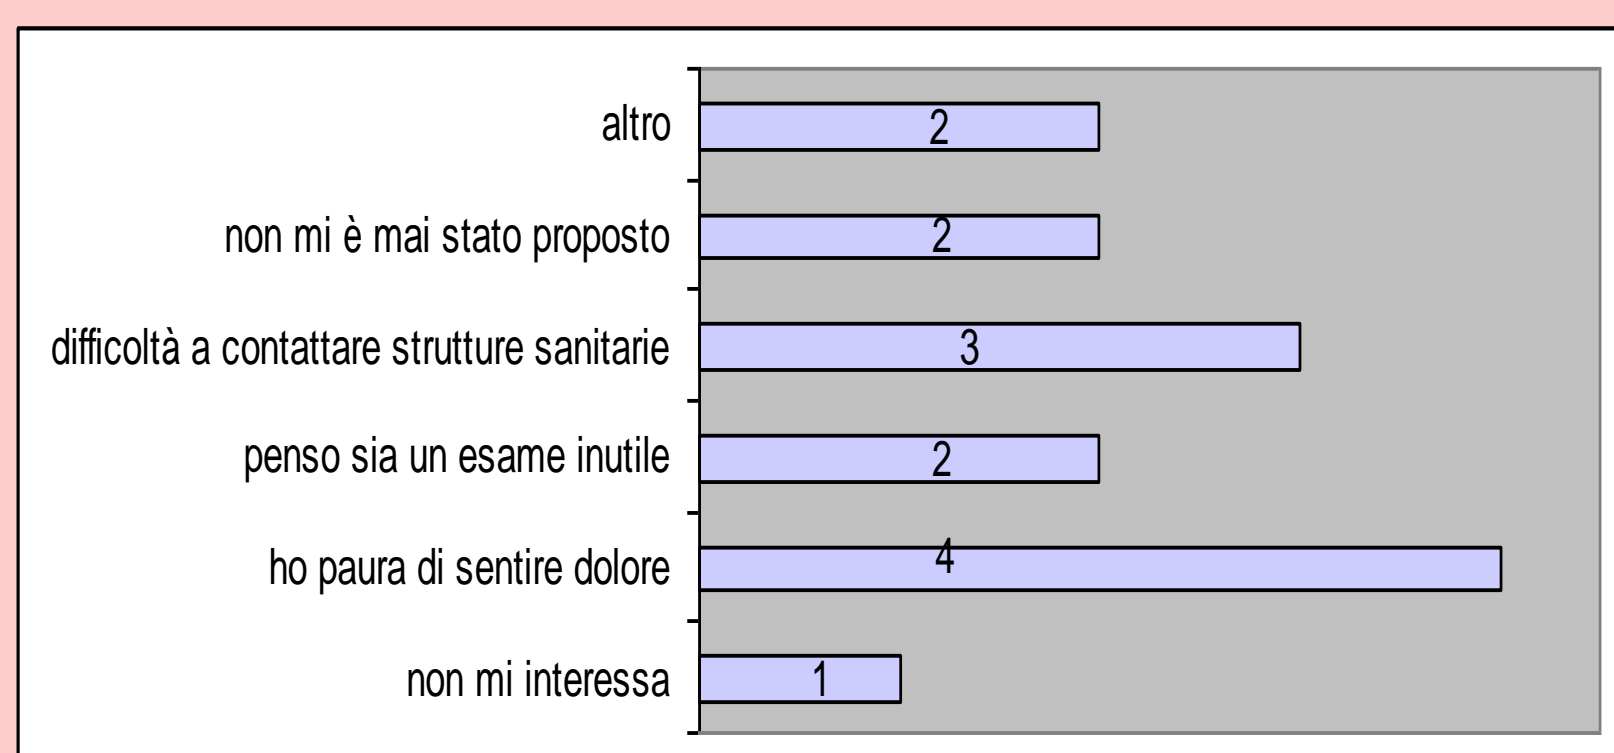 altro
2
non mi è mai stato proposto
2
difficoltà a contattare strutture sanitarie
3
penso sia un esame inutile
2
ho paura di sentire dolore
4
non mi interessa
1